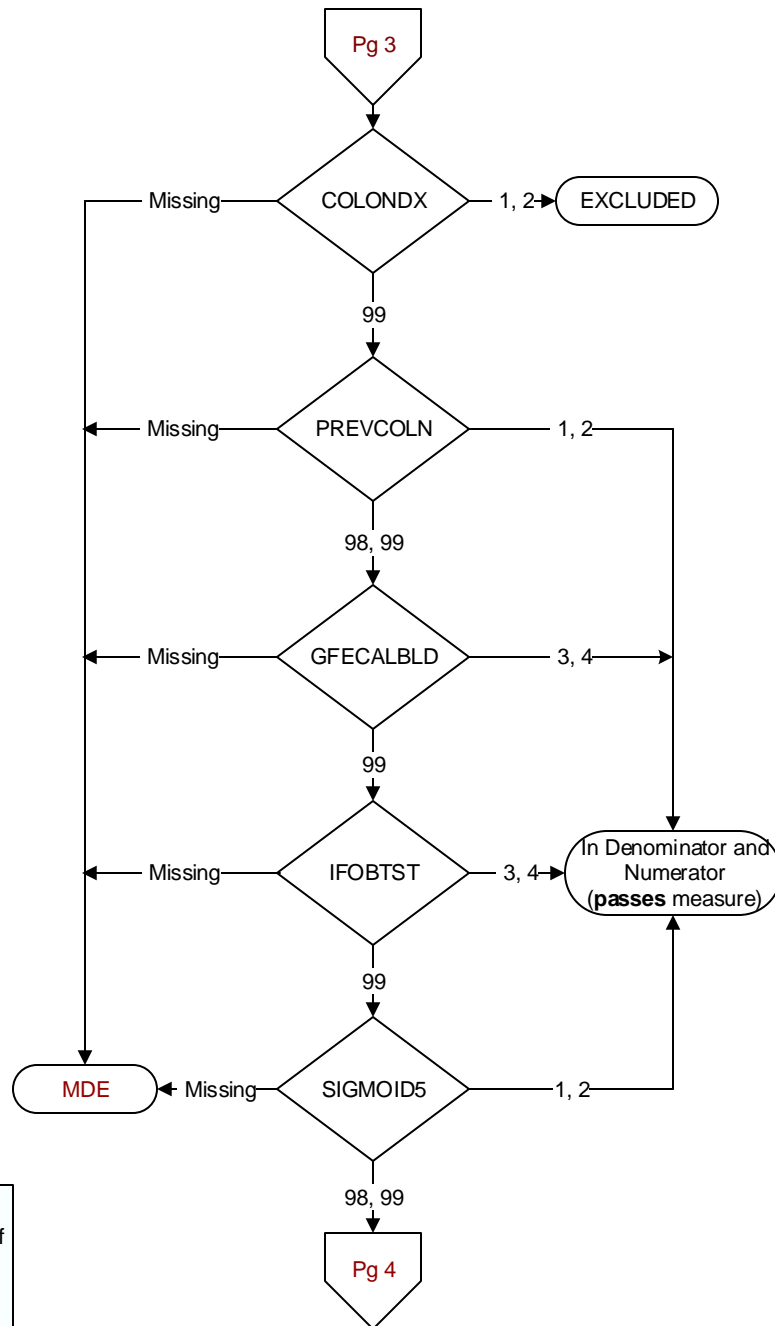 Pg 3
Missing
COLONDX
1, 2
EXCLUDED
99
Missing
PREVCOLN
1, 2
98, 99
Missing
GFECALBLD
3, 4
99
Missing
IFOBTST
3, 4
In Denominator and
Numerator
(passes measure)
99
MDE
Missing
SIGMOID5
1, 2
98, 99
f
Pg 4